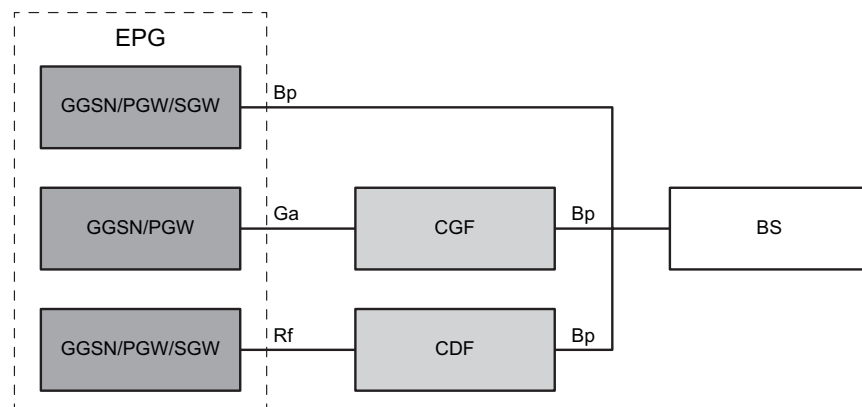 EPG
GGSN/PGW/SGW
Bp
GGSN/PGW
Ga
CGF
Bp
BS
GGSN/PGW/SGW
Rf
CDF
Bp